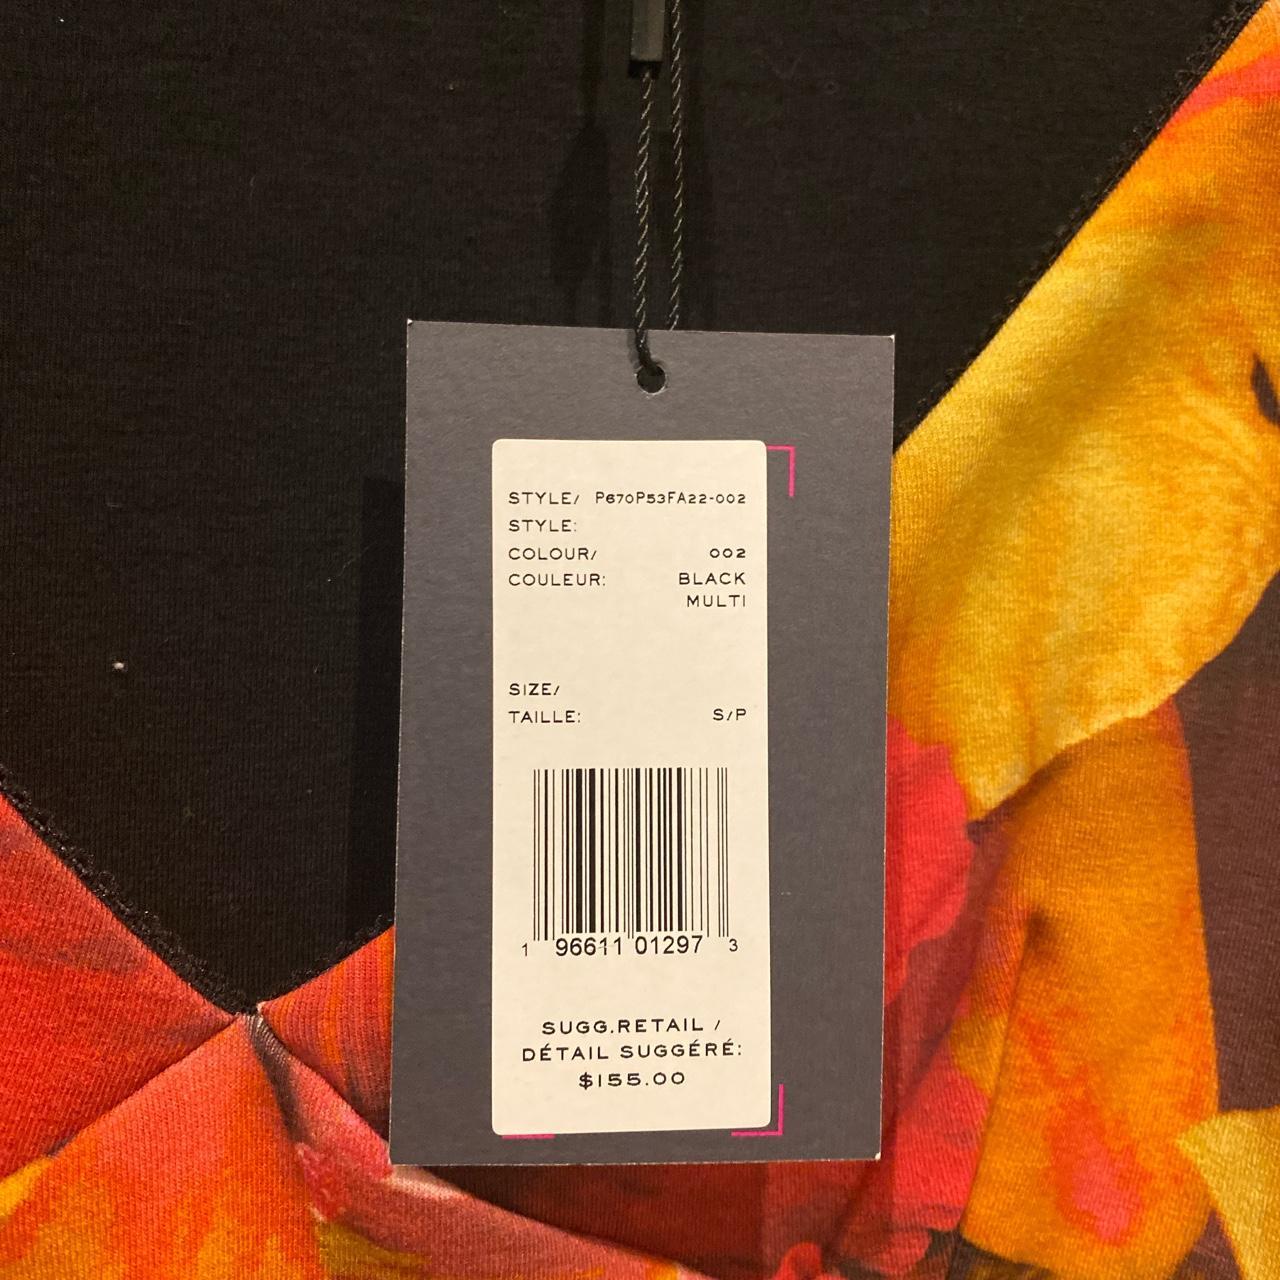 STYLE/ P670P53FA22-002
STYLE:
COLOUR/ 002
COULEUR: BLACK
MULTI
SIZE/
TAILLE: S/P
1 96611 01297 3
SUGG.RETAIL /
DÉTAIL SUGGÉRÉ:
$155.00